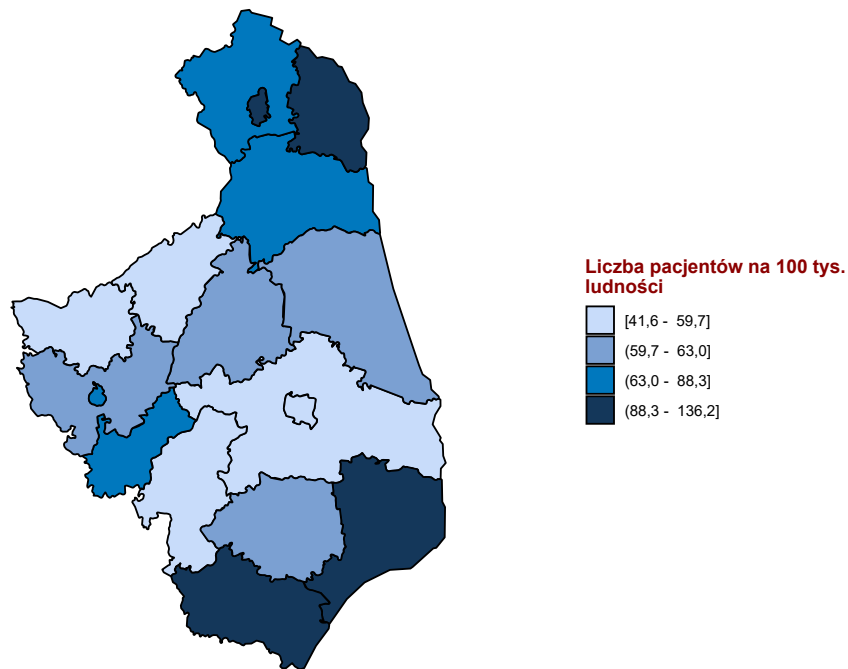 Liczba pacjentów na 100 tys.
ludności
[41,6 - 59,7]
(59,7 - 63,0]
(63,0 - 88,3]
(88,3 - 136,2]